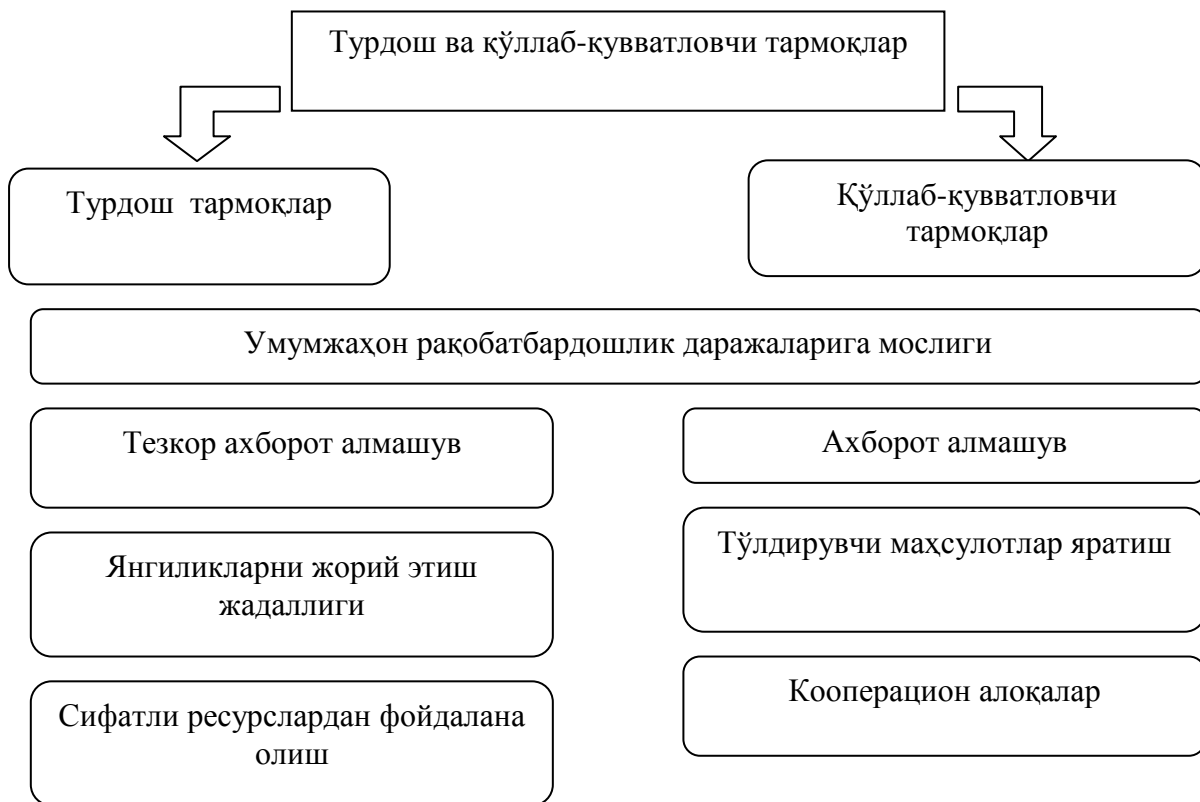 Турдош ва қўллаб-қувватловчи тармоқлар
Турдош тармоқлар
Қўллаб-қувватловчи
тармоқлар
Умумжаҳон рақобатбардошлик даражаларига мослиги
Тезкор ахборот алмашув
Ахборот алмашув
Янгиликларни жорий этиш
жадаллиги
Тўлдирувчи маҳсулотлар яратиш
Сифатли ресурслардан фойдалана
олиш
Кооперацион алоқалар